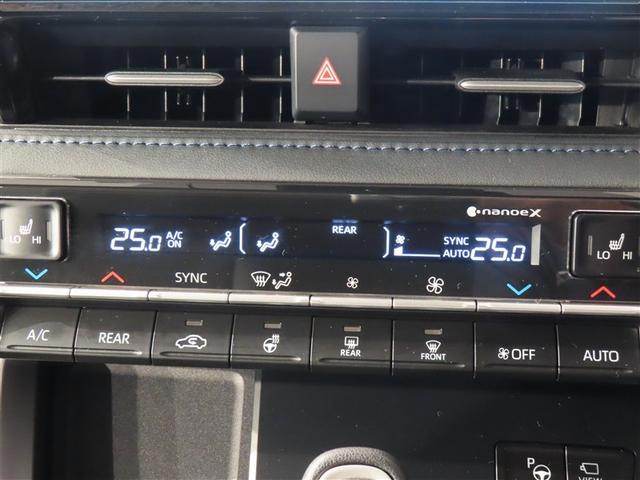 nanoeX
LO HI
25.0 A/C ON
REAR
SYNC AUTO 25.0
LO HI
SYNC
A/C
REAR
REAR
FRONT
OFF
AUTO
P
VIEW